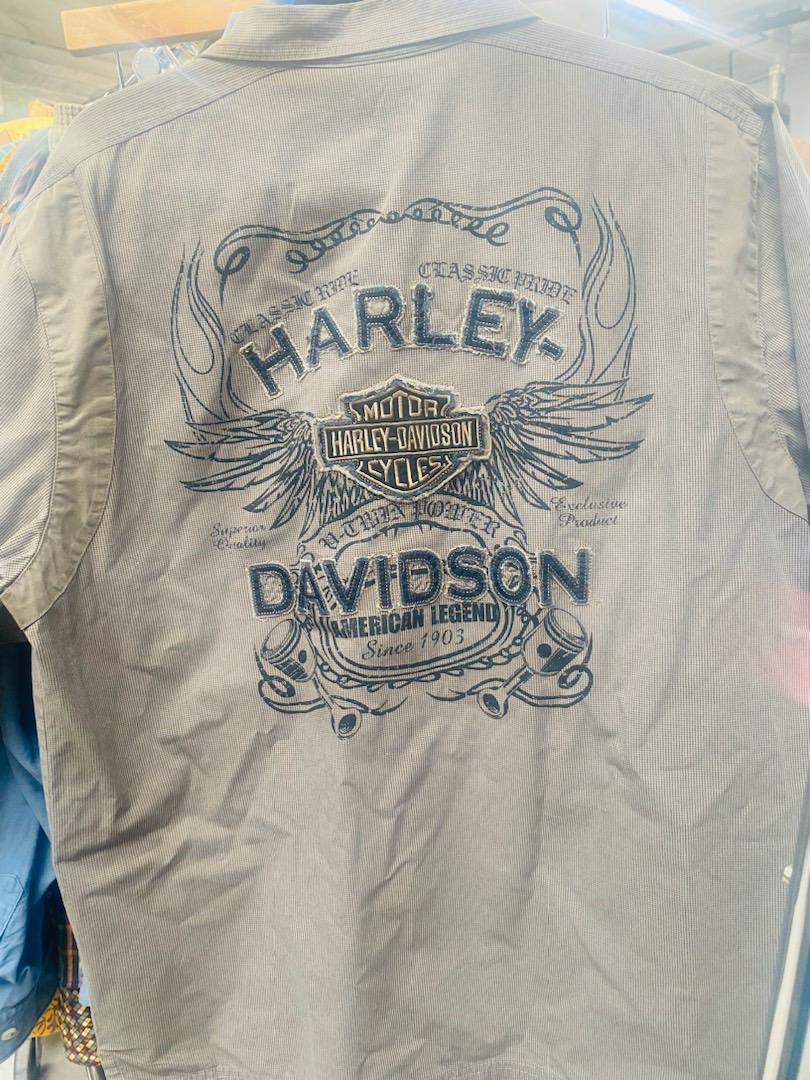 CLASSIC RIDE
CLASSIC PRIDE
HARLEY-
MOTOR
HARLEY-DAVIDSON
CYCLES
Superior
Quality
Exclusive
Product
V-TWIN POWER
DAVIDSON
AMERICAN LEGEND
Since 1903